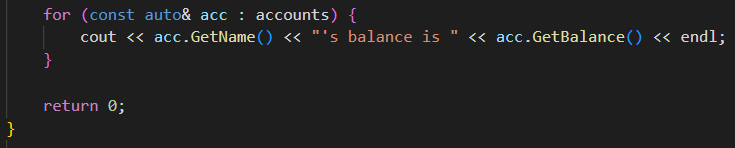 for (const auto& acc : accounts) {
cout << acc.GetName() << "'s balance is " << acc.GetBalance() << endl;
}
return 0;
}